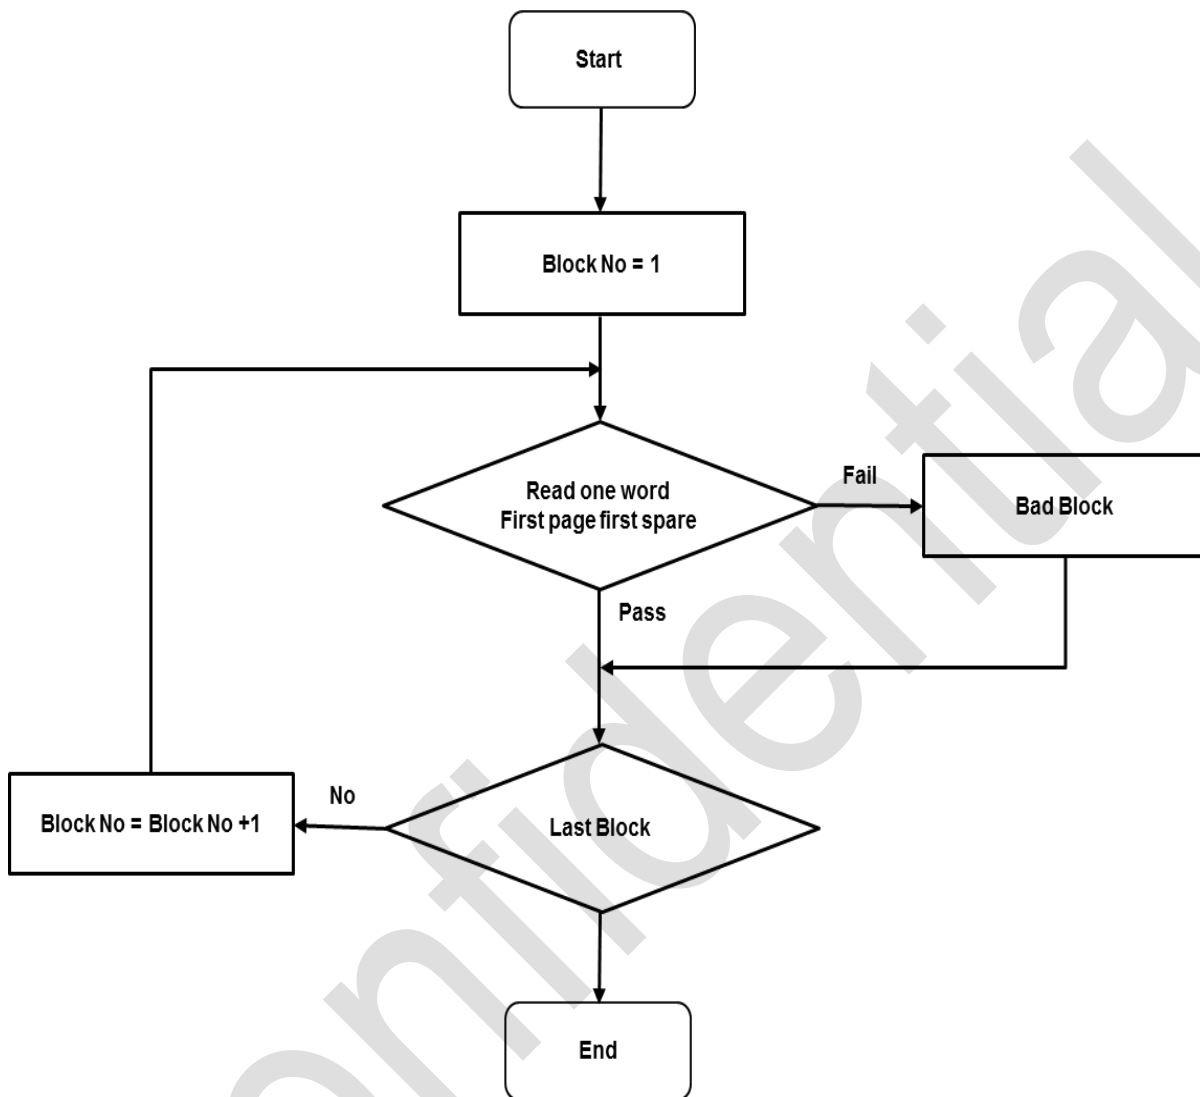 Start
Block No = 1
Read one word
First page first spare
Fail
Bad Block
Pass
No
Block No = Block No +1
Last Block
End